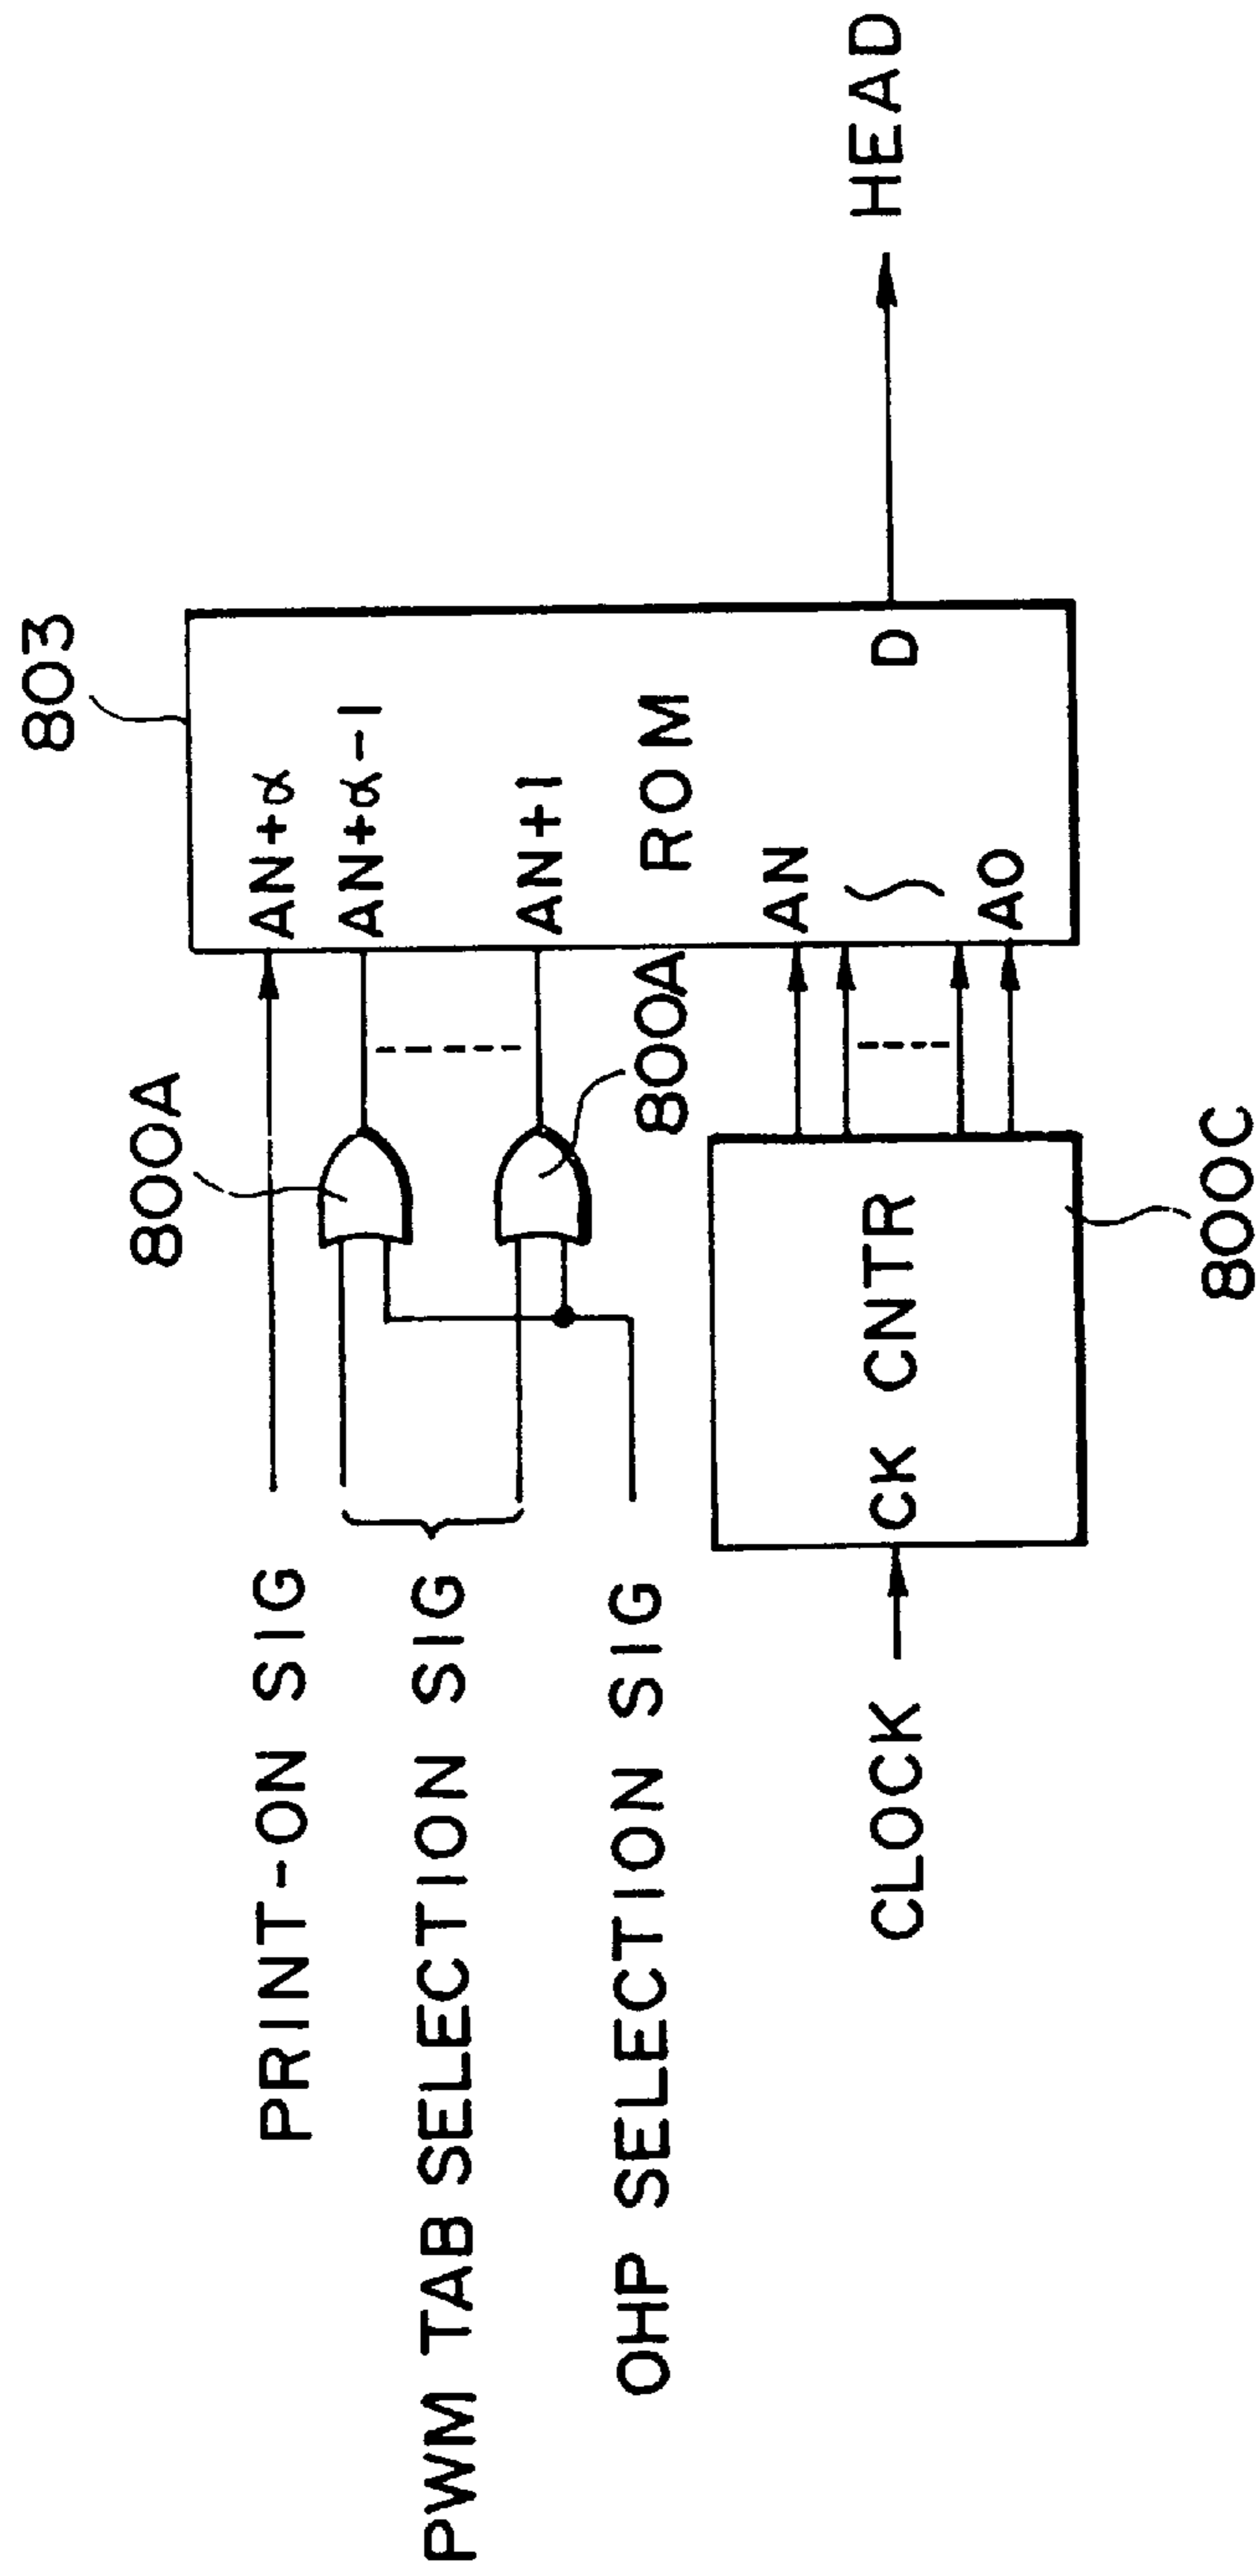 803
800A
PRINT-ON SIG
AN+α
PWM TAB SELECTION SIG
AN+α-1
AN+1
800A
OHP SELECTION SIG
ROM
AN
CLOCK
CK CNTR
D
HEAD
A0
800C